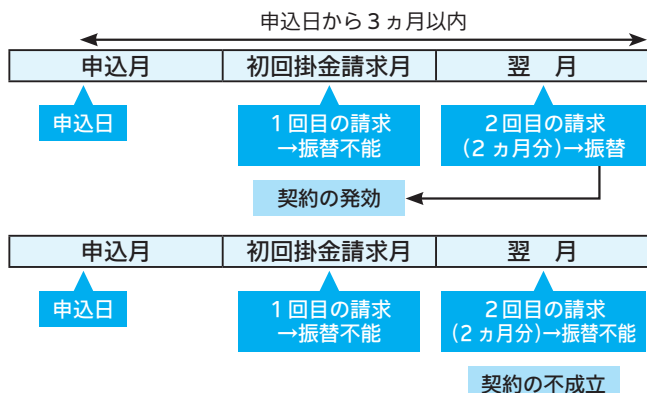 申込日から3ヵ月以内
申込月 初回掛金請求月 翌 月
申込日
1回目の請求
→振替不能
2回目の請求
(2ヵ月分)→振替
契約の発効
申込月 初回掛金請求月 翌 月
申込日
1回目の請求
→振替不能
2回目の請求
(2ヵ月分)→振替不能
契約の不成立